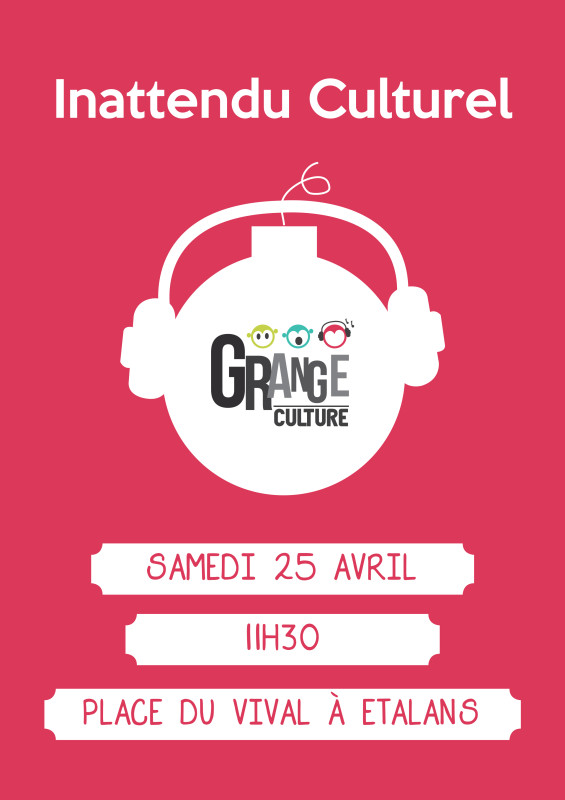 Inattendu Culturel
GRANGE
CULTURE
SAMEDI 25 AVRIL
11H30
PLACE DU VIVAL À ETALANS